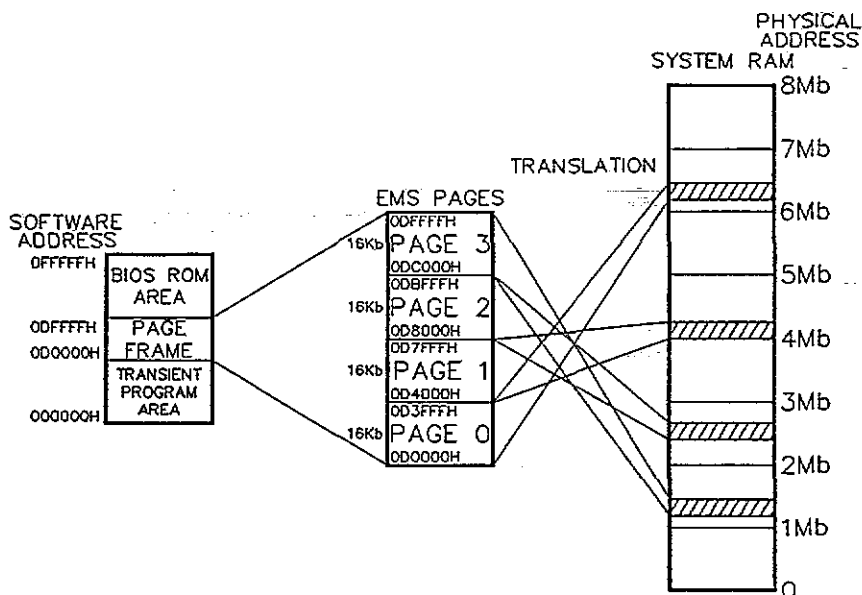 PHYSICAL
ADDRESS
SYSTEM RAM
8Mb
7Mb
6Mb
5Mb
4Mb
3Mb
2Mb
1Mb
0
TRANSLATION
EMS PAGES
0DFFFFH
16Kb PAGE 3
0DC000H
0DBFFFH
16Kb PAGE 2
0D8000H
0D7FFFH
16Kb PAGE 1
0D4000H
0D3FFFH
16Kb PAGE 0
0D0000H
SOFTWARE
ADDRESS
0FFFFFH
BIOS ROM
AREA
0DFFFFH
PAGE
FRAME
0D0000H
TRANSIENT
PROGRAM
AREA
000000H